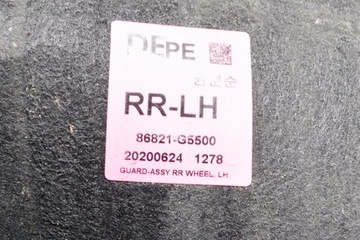 DEPE
RR-LH
86821-G5500
20200624 1278
GUARD-ASSY RR WHEEL, LH